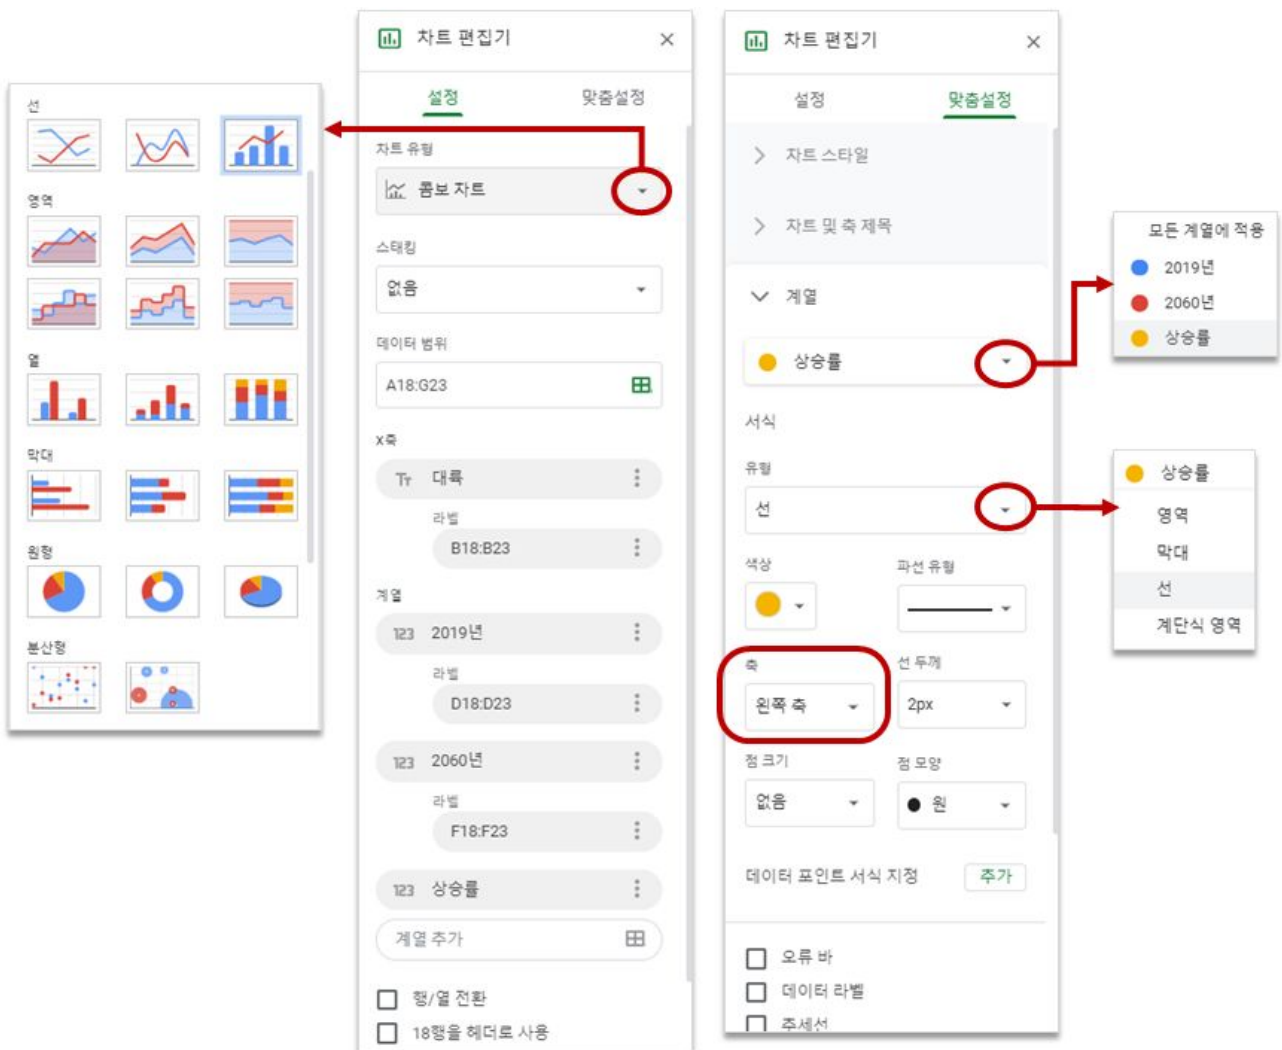 선
영역
열
막대
원형
분산형
차트 편집기
설정 맞춤설정
차트 유형
콤보 차트
스태킹
없음
데이터 범위
A18:G23
X축
Tт 대륙
라벨
B18:B23
계열
123 2019년
라벨
D18:D23
123 2060년
라벨
F18:F23
123 상승률
계열 추가
행/열 전환
18행을 헤더로 사용
차트 편집기
설정 맞춤설정
차트 스타일
차트 및 축 제목
계열
상승률
서식
유형
선
색상 파선 유형
축 선 두께
왼쪽 축 2px
점 크기 점 모양
없음 원
데이터 포인트 서식 지정 추가
오류 바
데이터 라벨
추세선
모든 계열에 적용
2019년
2060년
상승률
상승률
영역
막대
선
계단식 영역